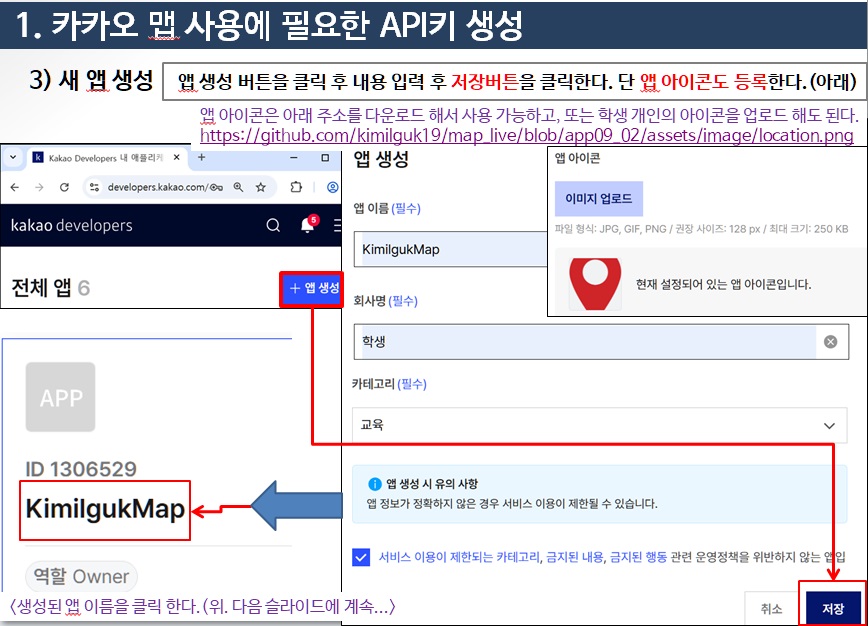 1. 카카오 맵 사용에 필요한 API키 생성
3) 새 앱 생성
앱 생성 버튼을 클릭 후 내용 입력 후 저장버튼을 클릭한다. 단 앱 아이콘도 등록한다.(아래)
앱 아이콘은 아래 주소를 다운로드 해서 사용 가능하고, 또는 학생 개인의 아이콘을 업로드 해도 된다.
https://github.com/kimilguk19/map_live/blob/app09_02/assets/image/location.png
Kakao Developers 내 애플리케
developers.kakao.com/
kakao developers
5
전체 앱 6
+ 앱 생성
APP
ID 1306529
KimilgukMap
역할 Owner
<생성된 앱 이름을 클릭 한다.(위. 다음 슬라이드에 계속...>
앱 생성
앱 이름 (필수)
KimilgukMap
회사명 (필수)
학생
카테고리 (필수)
교육
앱 생성 시 유의 사항
앱 정보가 정확하지 않은 경우 서비스 이용이 제한될 수 있습니다.
서비스 이용이 제한되는 카테고리, 금지된 내용, 금지된 행동 관련 운영정책을 위반하지 않는 앱입
취소
저장
앱 아이콘
이미지 업로드
파일 형식: JPG, GIF, PNG / 권장 사이즈: 128 px / 최대 크기: 250 KB
현재 설정되어 있는 앱 아이콘입니다.